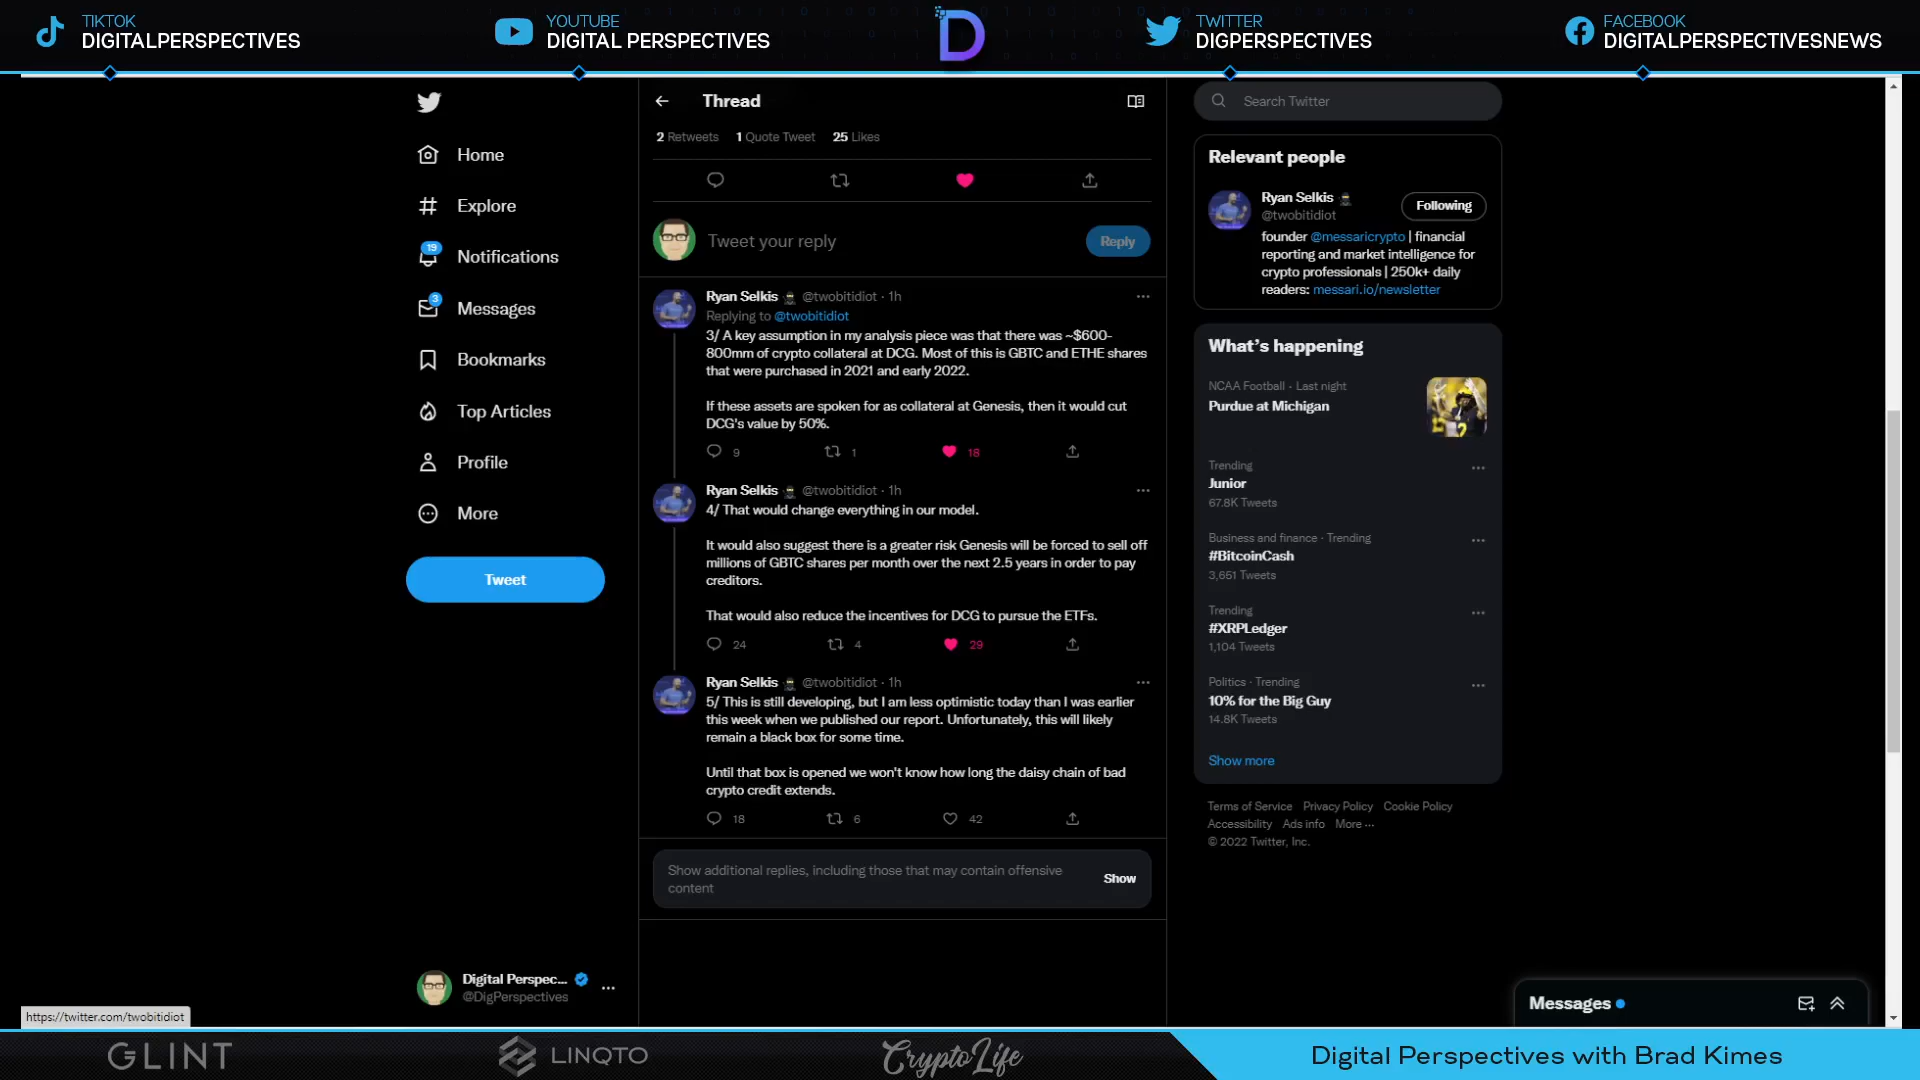 TIKTOK
DIGITALPERSPECTIVES
YOUTUBE
DIGITAL PERSPECTIVES
D
TWITTER
DIGPERSPECTIVES
FACEBOOK
DIGITALPERSPECTIVESNEWS
Home
Explore
19
Notifications
3
Messages
Bookmarks
Top Articles
Profile
More
Tweet
Digital Perspec...
@DigPerspectives
https://twitter.com/twobitidiot
Thread
2 Retweets 1 Quote Tweet 25 Likes
Tweet your reply
Reply
Ryan Selkis @twobitidiot · 1h
Replying to @twobitidiot
3/ A key assumption in my analysis piece was that there was ~$600-
800mm of crypto collateral at DCG. Most of this is GBTC and ETHE shares
that were purchased in 2021 and early 2022.
If these assets are spoken for as collateral at Genesis, then it would cut
DCG's value by 50%.
9 1 18
Ryan Selkis @twobitidiot · 1h
4/ That would change everything in our model.
It would also suggest there is a greater risk Genesis will be forced to sell off
millions of GBTC shares per month over the next 2.5 years in order to pay
creditors.
That would also reduce the incentives for DCG to pursue the ETFs.
24 4 29
Ryan Selkis @twobitidiot · 1h
5/ This is still developing, but I am less optimistic today than I was earlier
this week when we published our report. Unfortunately, this will likely
remain a black box for some time.
Until that box is opened we won't know how long the daisy chain of bad
crypto credit extends.
18 6 42
Show additional replies, including those that may contain offensive
content
Show
Search Twitter
Relevant people
Ryan Selkis
@twobitidiot
Following
founder @messaricrypto | financial
reporting and market intelligence for
crypto professionals | 250k+ daily
readers: messari.io/newsletter
What's happening
NCAA Football · Last night
Purdue at Michigan
Trending
Junior
67.8K Tweets
Business and finance · Trending
#BitcoinCash
3,651 Tweets
Trending
#XRPLedger
1,104 Tweets
Politics · Trending
10% for the Big Guy
14.8K Tweets
Show more
Terms of Service Privacy Policy Cookie Policy
Accessibility Ads info More ···
© 2022 Twitter, Inc.
Messages
GLINT
LINQTO
CryptoLife
Digital Perspectives with Brad Kimes